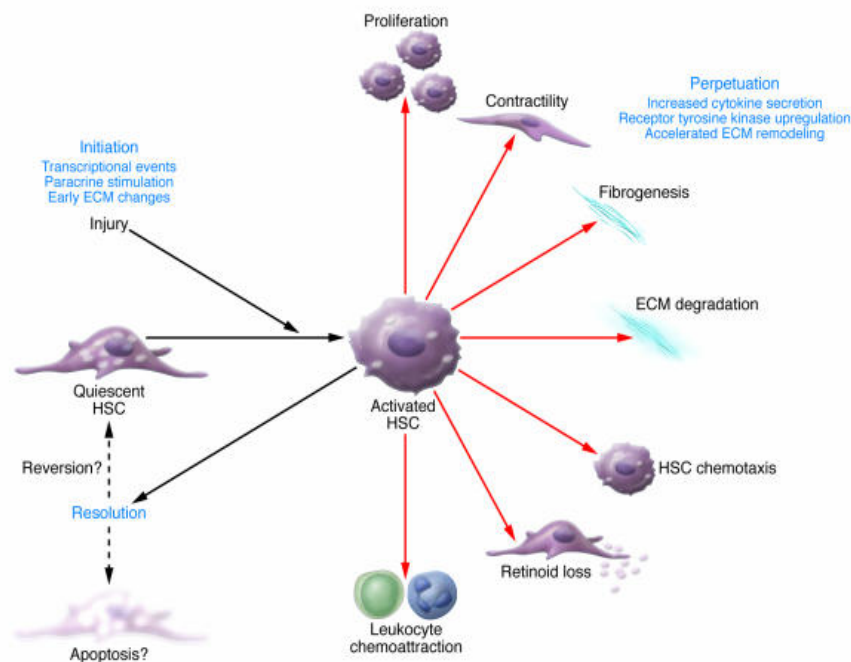 Proliferation
Contractility
Perpetuation
Increased cytokine secretion
Receptor tyrosine kinase upregulation
Accelerated ECM remodeling
Initiation
Transcriptional events
Paracrine stimulation
Early ECM changes
Injury
Fibrogenesis
ECM degradation
Quiescent
HSC
Activated
HSC
Reversion?
HSC chemotaxis
Resolution
Retinoid loss
Leukocyte
chemoattraction
Apoptosis?